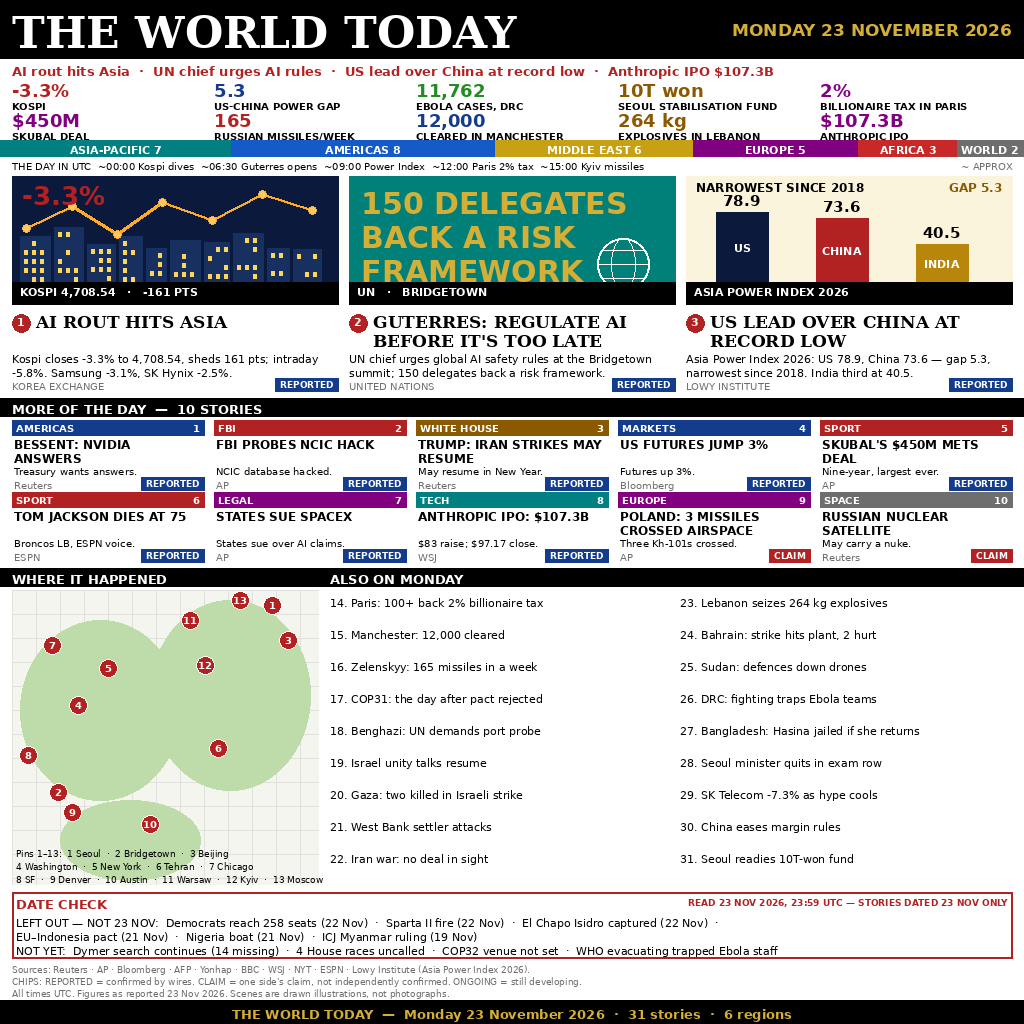 THE WORLD TODAY
MONDAY 23 NOVEMBER 2026
AI rout hits Asia · UN chief urges AI rules · US lead over China at record low · Anthropic IPO $107.3B
-3.3%
5.3
11,762
10T won
2%
KOSPI
US-CHINA POWER GAP
EBOLA CASES, DRC
SEOUL STABILISATION FUND
BILLIONAIRE TAX IN PARIS
$450M
165
12,000
264 kg
$107.3B
SKUBAL DEAL
RUSSIAN MISSILES/WEEK
CLEARED IN MANCHESTER
EXPLOSIVES IN LEBANON
ANTHROPIC IPO
ASIA-PACIFIC 7
AMERICAS 8
MIDDLE EAST 6
EUROPE 5
AFRICA 3
WORLD 2
THE DAY IN UTC ~00:00 Kospi dives ~06:30 Guterres opens ~09:00 Power Index ~12:00 Paris 2% tax ~15:00 Kyiv missiles
~ APPROX
-3.3%
KOSPI 4,708.54 · -161 PTS
150 DELEGATES
BACK A RISK
FRAMEWORK
UN · BRIDGETOWN
NARROWEST SINCE 2018
GAP 5.3
78.9
73.6
40.5
US
CHINA
INDIA
ASIA POWER INDEX 2026
1 AI ROUT HITS ASIA
Kospi closes -3.3% to 4,708.54, sheds 161 pts; intraday
-5.8%. Samsung -3.1%, SK Hynix -2.5%.
KOREA EXCHANGE
REPORTED
2 GUTERRES: REGULATE AI
BEFORE IT'S TOO LATE
UN chief urges global AI safety rules at the Bridgetown
summit; 150 delegates back a risk framework.
UNITED NATIONS
REPORTED
3 US LEAD OVER CHINA AT
RECORD LOW
Asia Power Index 2026: US 78.9, China 73.6 — gap 5.3,
narrowest since 2018. India third at 40.5.
LOWY INSTITUTE
REPORTED
MORE OF THE DAY — 10 STORIES
AMERICAS 1
BESSENT: NVIDIA
ANSWERS
Treasury wants answers.
Reuters
REPORTED
FBI 2
FBI PROBES NCIC HACK
NCIC database hacked.
AP
REPORTED
WHITE HOUSE 3
TRUMP: IRAN STRIKES MAY
RESUME
May resume in New Year.
Reuters
REPORTED
MARKETS 4
US FUTURES JUMP 3%
Futures up 3%.
Bloomberg
REPORTED
SPORT 5
SKUBAL'S $450M METS
DEAL
Nine-year, largest ever.
AP
REPORTED
SPORT 6
TOM JACKSON DIES AT 75
Broncos LB, ESPN voice.
ESPN
REPORTED
LEGAL 7
STATES SUE SPACEX
States sue over AI claims.
AP
REPORTED
TECH 8
ANTHROPIC IPO: $107.3B
$83 raise; $97.17 close.
WSJ
REPORTED
EUROPE 9
POLAND: 3 MISSILES
CROSSED AIRSPACE
Three Kh-101s crossed.
AP
CLAIM
SPACE 10
RUSSIAN NUCLEAR
SATELLITE
May carry a nuke.
Reuters
CLAIM
WHERE IT HAPPENED
13
1
11
3
7
12
5
4
6
8
2
9
10
Pins 1–13: 1 Seoul · 2 Bridgetown · 3 Beijing
4 Washington · 5 New York · 6 Tehran · 7 Chicago
8 SF · 9 Denver · 10 Austin · 11 Warsaw · 12 Kyiv · 13 Moscow
ALSO ON MONDAY
14. Paris: 100+ back 2% billionaire tax
15. Manchester: 12,000 cleared
16. Zelenskyy: 165 missiles in a week
17. COP31: the day after pact rejected
18. Benghazi: UN demands port probe
19. Israel unity talks resume
20. Gaza: two killed in Israeli strike
21. West Bank settler attacks
22. Iran war: no deal in sight
23. Lebanon seizes 264 kg explosives
24. Bahrain: strike hits plant, 2 hurt
25. Sudan: defences down drones
26. DRC: fighting traps Ebola teams
27. Bangladesh: Hasina jailed if she returns
28. Seoul minister quits in exam row
29. SK Telecom -7.3% as hype cools
30. China eases margin rules
31. Seoul readies 10T-won fund
DATE CHECK
READ 23 NOV 2026, 23:59 UTC — STORIES DATED 23 NOV ONLY
LEFT OUT — NOT 23 NOV: Democrats reach 258 seats (22 Nov) · Sparta II fire (22 Nov) · El Chapo Isidro captured (22 Nov) ·
EU–Indonesia pact (21 Nov) · Nigeria boat (21 Nov) · ICJ Myanmar ruling (19 Nov)
NOT YET: Dymer search continues (14 missing) · 4 House races uncalled · COP32 venue not set · WHO evacuating trapped Ebola staff
Sources: Reuters · AP · Bloomberg · AFP · Yonhap · BBC · WSJ · NYT · ESPN · Lowy Institute (Asia Power Index 2026).
CHIPS: REPORTED = confirmed by wires. CLAIM = one side's claim, not independently confirmed. ONGOING = still developing.
All times UTC. Figures as reported 23 Nov 2026. Scenes are drawn illustrations, not photographs.
THE WORLD TODAY — Monday 23 November 2026 · 31 stories · 6 regions